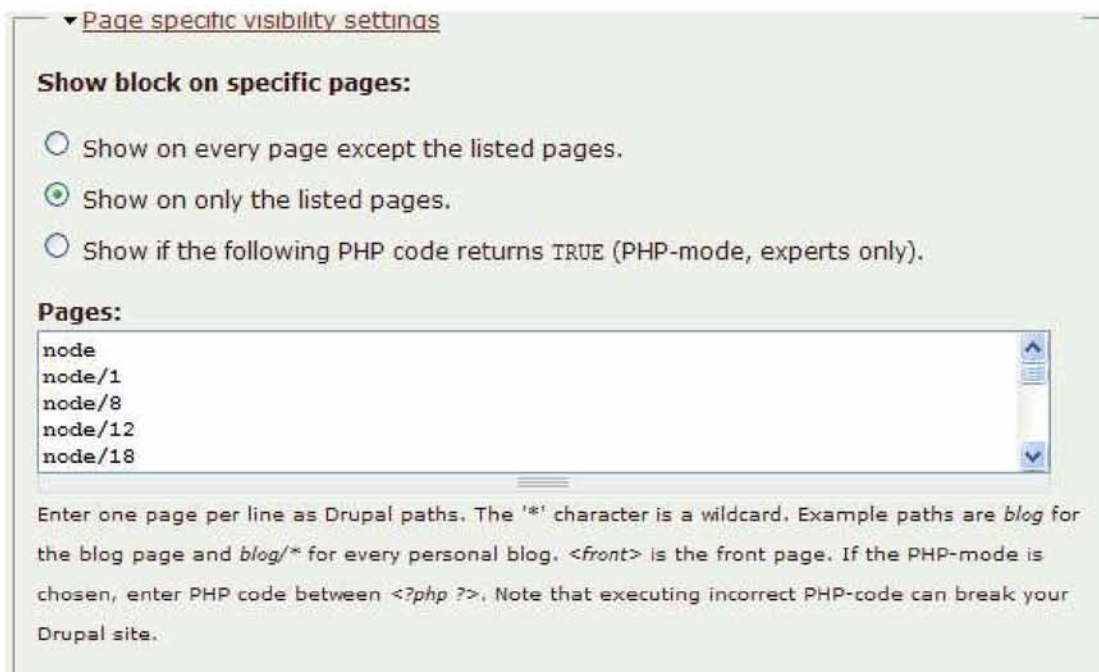 Page specific visibility settings
Show block on specific pages:
Show on every page except the listed pages.
Show on only the listed pages.
Show if the following PHP code returns TRUE (PHP-mode, experts only).
Pages:
node
node/1
node/8
node/12
node/18
Enter one page per line as Drupal paths. The '*' character is a wildcard. Example paths are blog for
the blog page and blog/* for every personal blog. <front> is the front page. If the PHP-mode is
chosen, enter PHP code between <?php ?>. Note that executing incorrect PHP-code can break your
Drupal site.